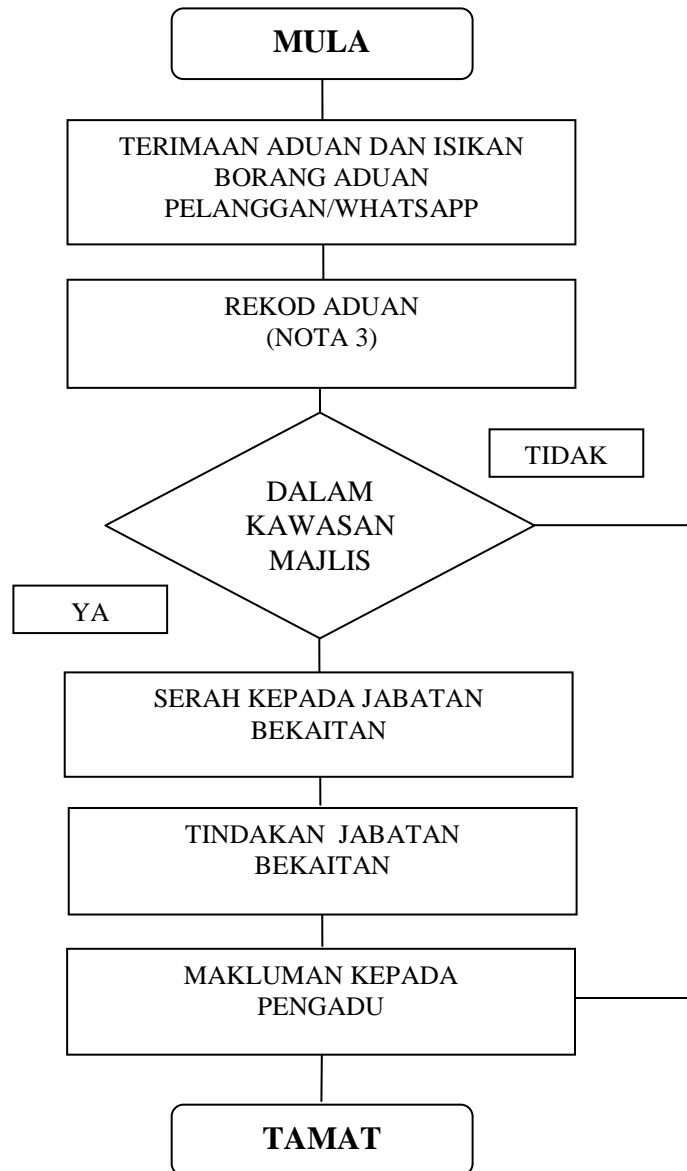 MULA
TERIMAAN ADUAN DAN ISIKAN
BORANG ADUAN
PELANGGAN/WHATSAPP
REKOD ADUAN
(NOTA 3)
TIDAK
DALAM
KAWASAN
MAJLIS
YA
SERAH KEPADA JABATAN
BEKAITAN
TINDAKAN JABATAN
BEKAITAN
MAKLUMAN KEPADA
PENGADU
TAMAT